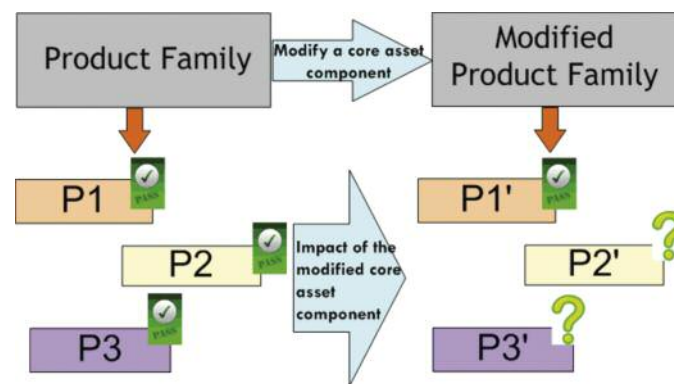 Product Family
Modify a core asset
component
Modified
Product Family
P1
PASS
P1'
PASS
P2
PASS
Impact of the
modified core
asset
component
P2'
?
P3
PASS
P3'
?